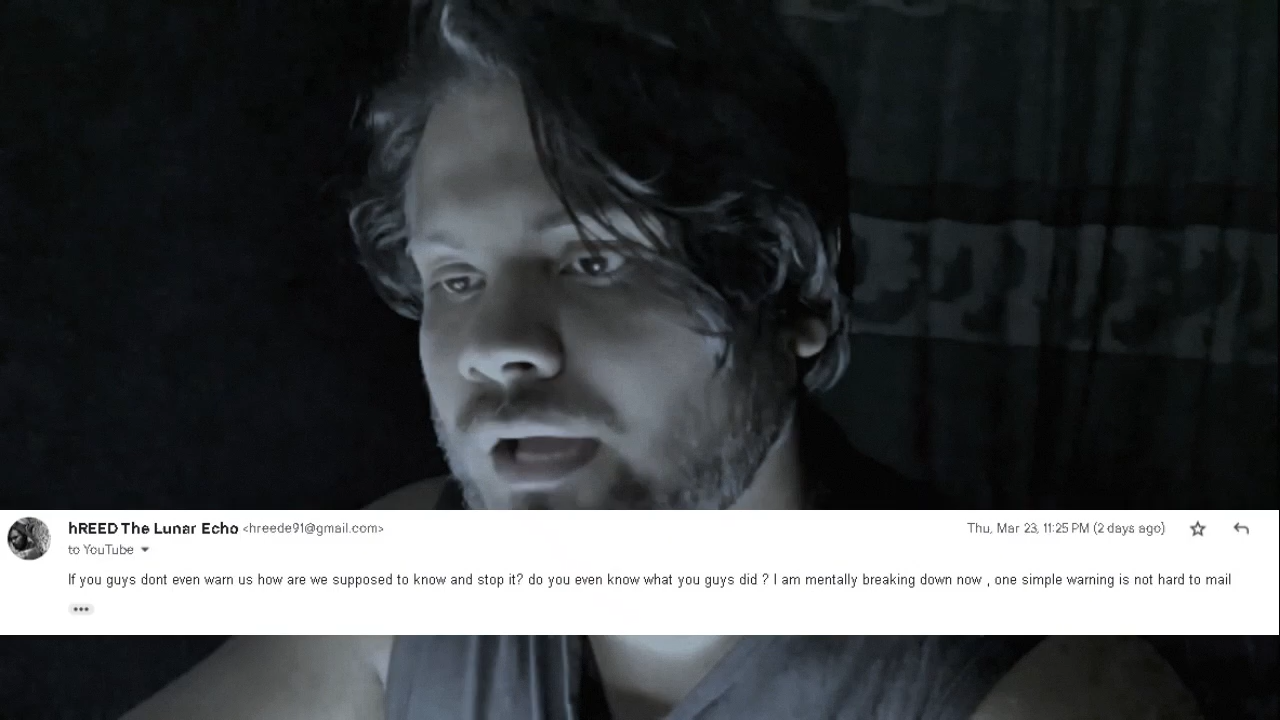 hREED The Lunar Echo <hreede91@gmail.com> Thu, Mar 23, 11:25 PM (2 days ago)
to YouTube
If you guys dont even warn us how are we supposed to know and stop it? do you even know what you guys did ? I am mentally breaking down now , one simple warning is not hard to mail